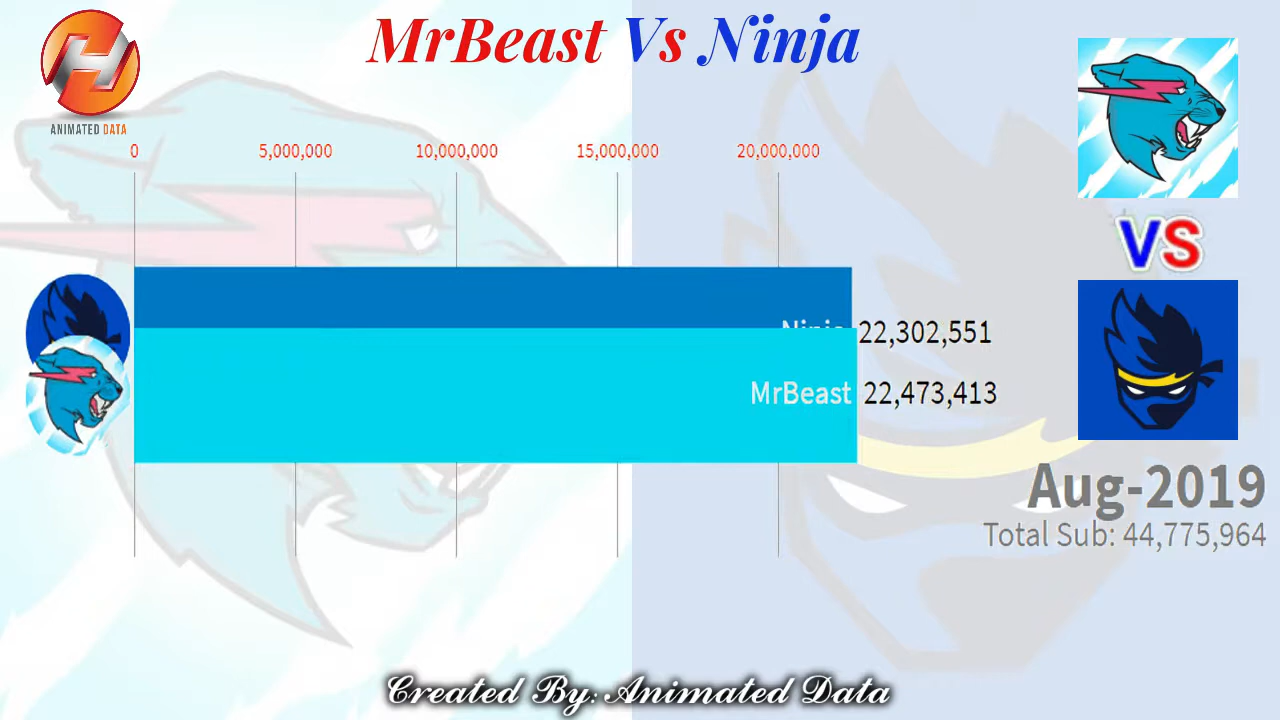 MrBeast Vs Ninja
ANIMATED DATA
0 5,000,000 10,000,000 15,000,000 20,000,000
VS
Ninja 22,302,551
MrBeast 22,473,413
Aug-2019
Total Sub: 44,775,964
Created By: Animated Data